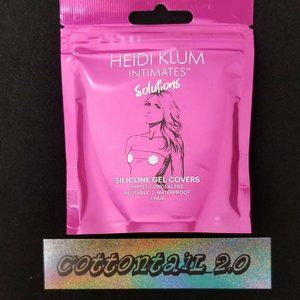 HEIDI KLUM
INTIMATES™
Solutions
SILICONE GEL COVERS
NIPPLE CONCEALERS
REUSABLE | WATERPROOF
1 PAIR
Cottontail 2.0